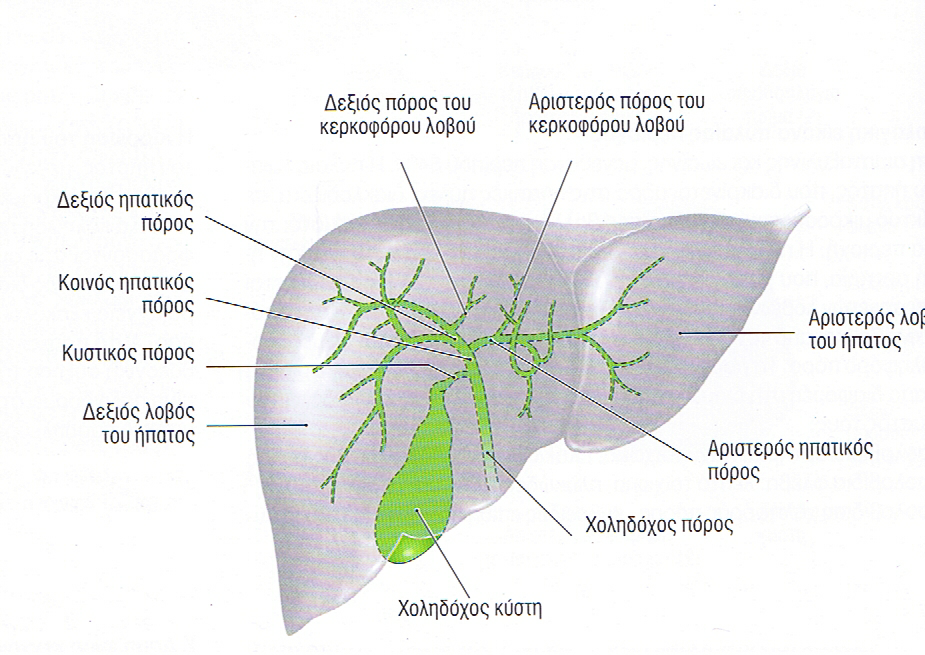 Δεξιός πόρος του
κερκοφόρου λοβού
Αριστερός πόρος του
κερκοφόρου λοβού
Δεξιός ηπατικός
πόρος
Κοινός ηπατικός
πόρος
Κυστικός πόρος
Δεξιός λοβός
του ήπατος
Αριστερός λοβ
του ήπατος
Αριστερός ηπατικός
πόρος
Χοληδόχος πόρος
Χοληδόχος κύστη